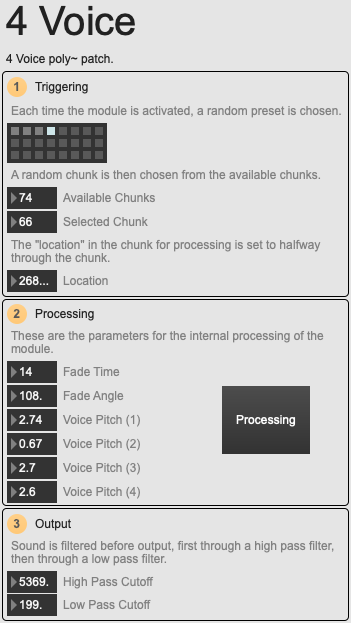 4 Voice
4 Voice poly~ patch.
1 Triggering
Each time the module is activated, a random preset is chosen.
A random chunk is then chosen from the available chunks.
74 Available Chunks
66 Selected Chunk
The "location" in the chunk for processing is set to halfway
through the chunk.
268... Location
2 Processing
These are the parameters for the internal processing of the
module.
14 Fade Time
108. Fade Angle
2.74 Voice Pitch (1)
Processing
0.67 Voice Pitch (2)
2.7 Voice Pitch (3)
2.6 Voice Pitch (4)
3 Output
Sound is filtered before output, first through a high pass filter,
then through a low pass filter.
5369. High Pass Cutoff
199. Low Pass Cutoff